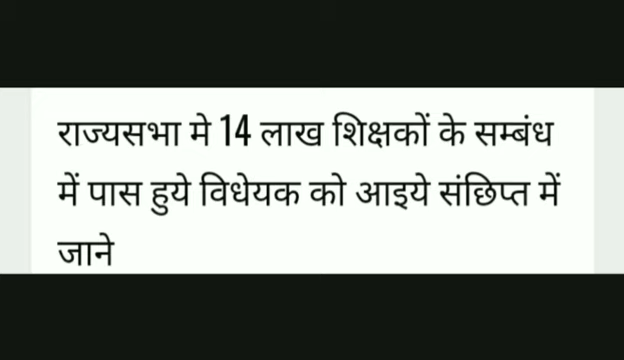 राज्यसभा मे 14 लाख शिक्षकों के सम्बंध
में पास हुये विधेयक को आइये संछिप्त में
जाने